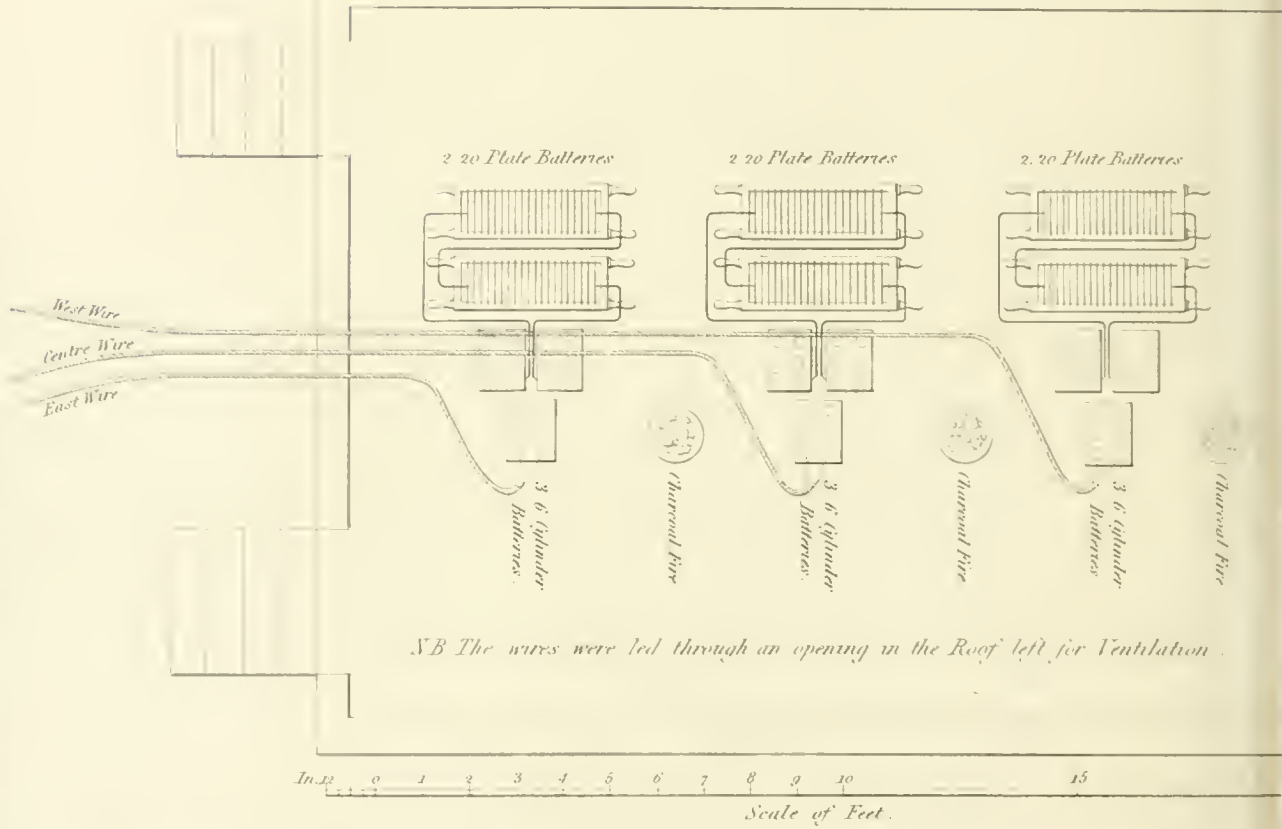 2 20 Plate Batteries
2 20 Plate Batteries
2. 20 Plate Batteries
West Wire
Centre Wire
East Wire
3 6 Cylinder
Batteries.
Charcoal Fire
3 6 Cylinder
Batteries.
Charcoal Fire
3 6 Cylinder
Batteries
Charcoal Fire
NB The wires were led through an opening in the Roof left for Ventilation.
In.12 0 1 2 3 4 5 6 7 8 9 10 15
Scale of Feet.